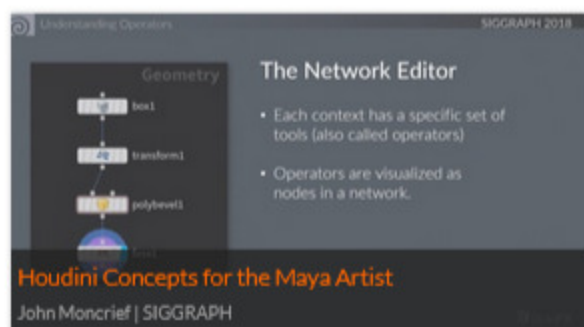 Understanding Operators
SIGGRAPH 2018
Geometry
box1
transform1
polybevel1
The Network Editor
• Each context has a specific set of
tools (also called operators)
• Operators are visualized as
nodes in a network.
Houdini Concepts for the Maya Artist
John Moncrief | SIGGRAPH